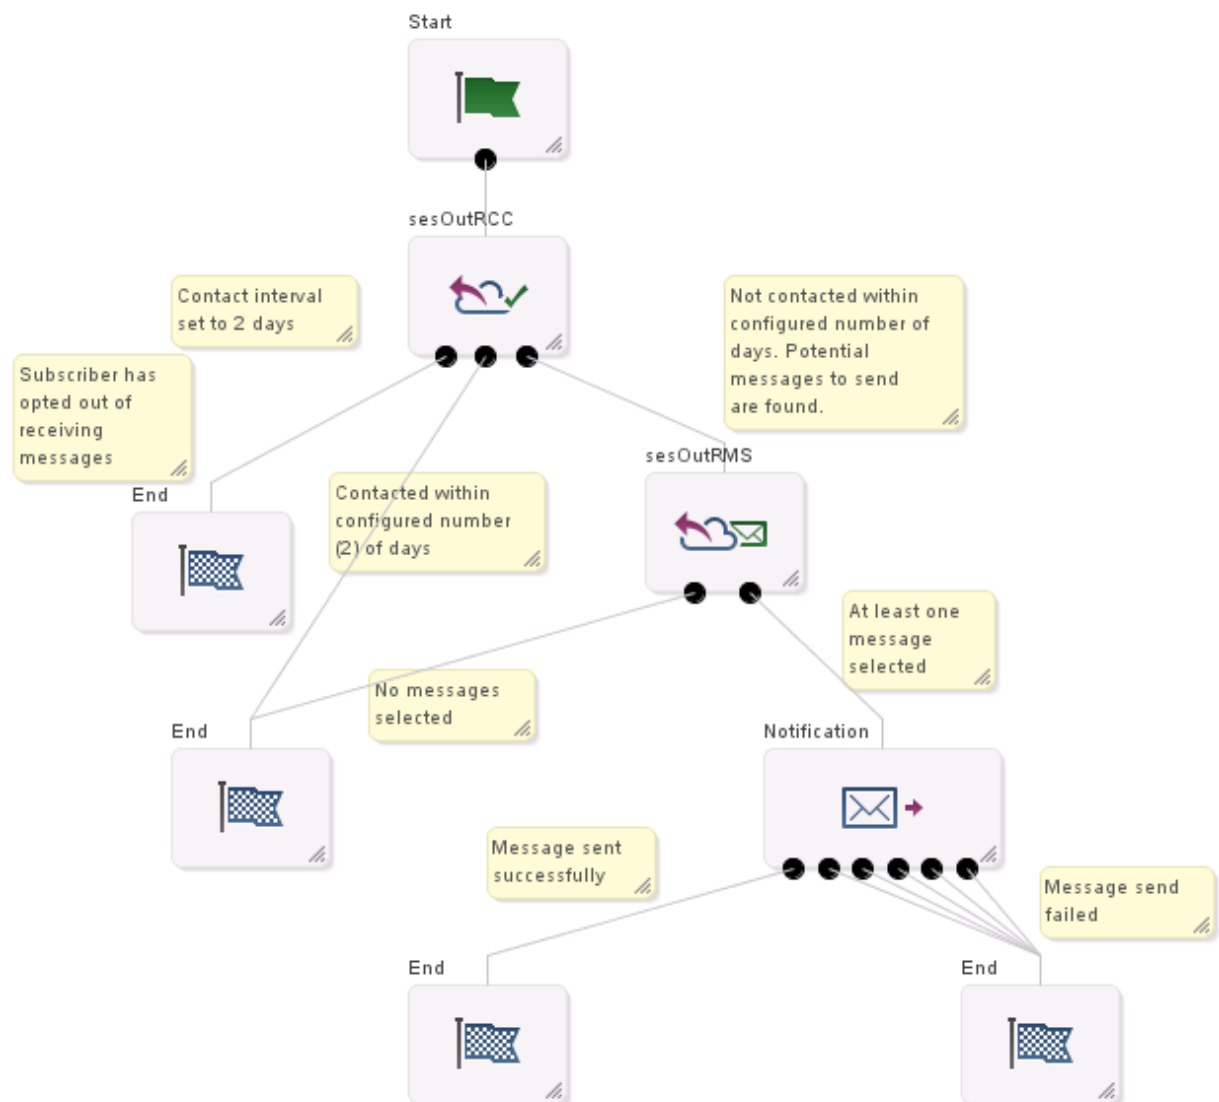 Start
sesOutRCC
Contact interval
set to 2 days
Not contacted within
configured number of
days. Potential
messages to send
are found.
Subscriber has
opted out of
receiving
messages
sesOutRMS
End
Contacted within
configured number
(2) of days
At least one
message
selected
No messages
selected
End
Notification
Message sent
successfully
Message send
failed
End
End